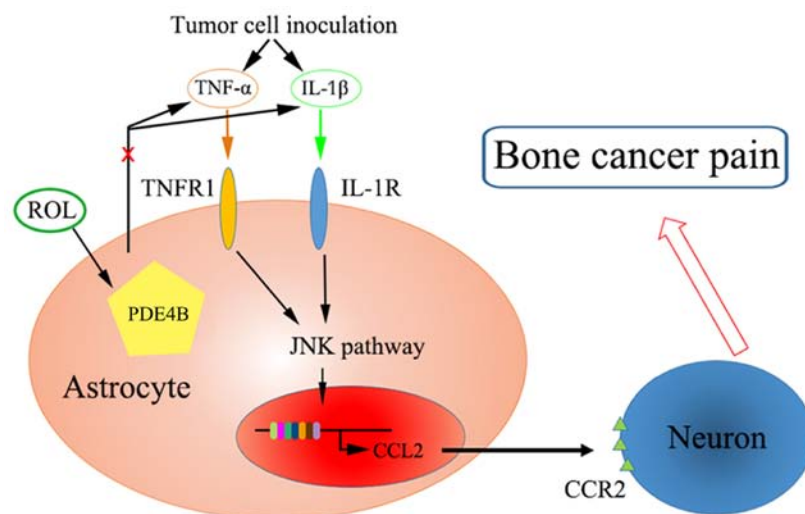 Tumor cell inoculation
TNF-α
IL-1β
Bone cancer pain
TNFR1
IL-1R
ROL
PDE4B
JNK pathway
Astrocyte
CCL2
Neuron
CCR2